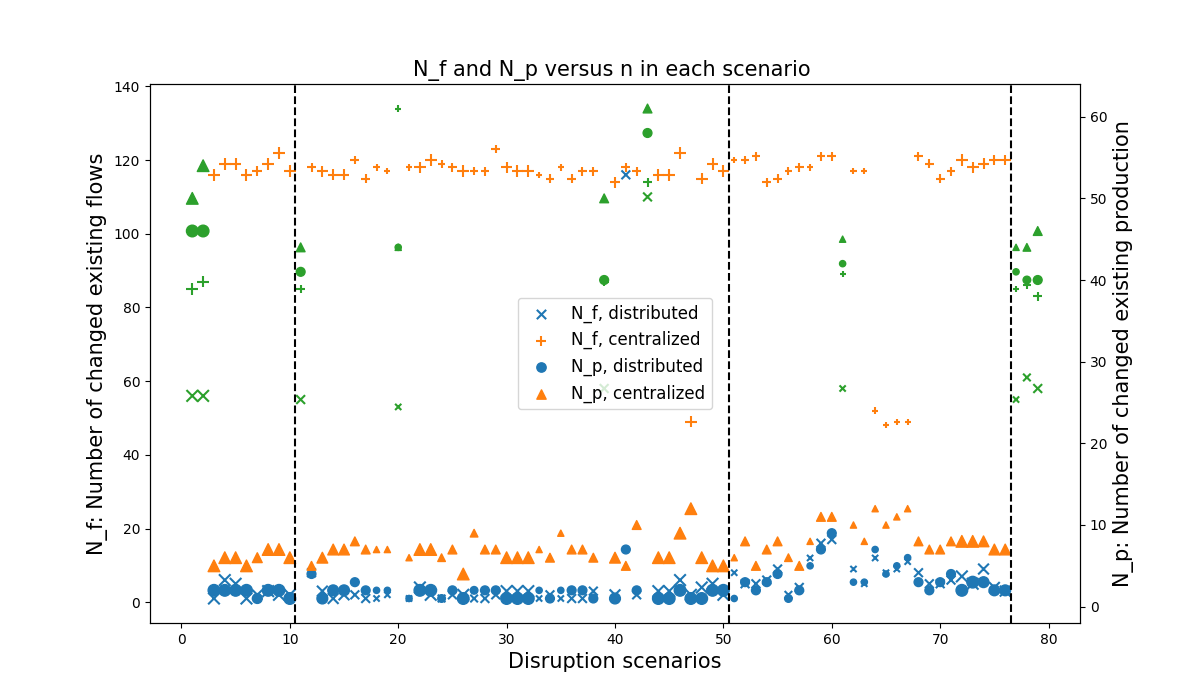 N_f and N_p versus n in each scenario
N_f: Number of changed existing flows
140
120
100
80
60
40
20
0
60
50
40
30
20
10
0
N_p: Number of changed existing production
N_f, distributed
N_f, centralized
N_p, distributed
N_p, centralized
0 10 20 30 40 50 60 70 80
Disruption scenarios